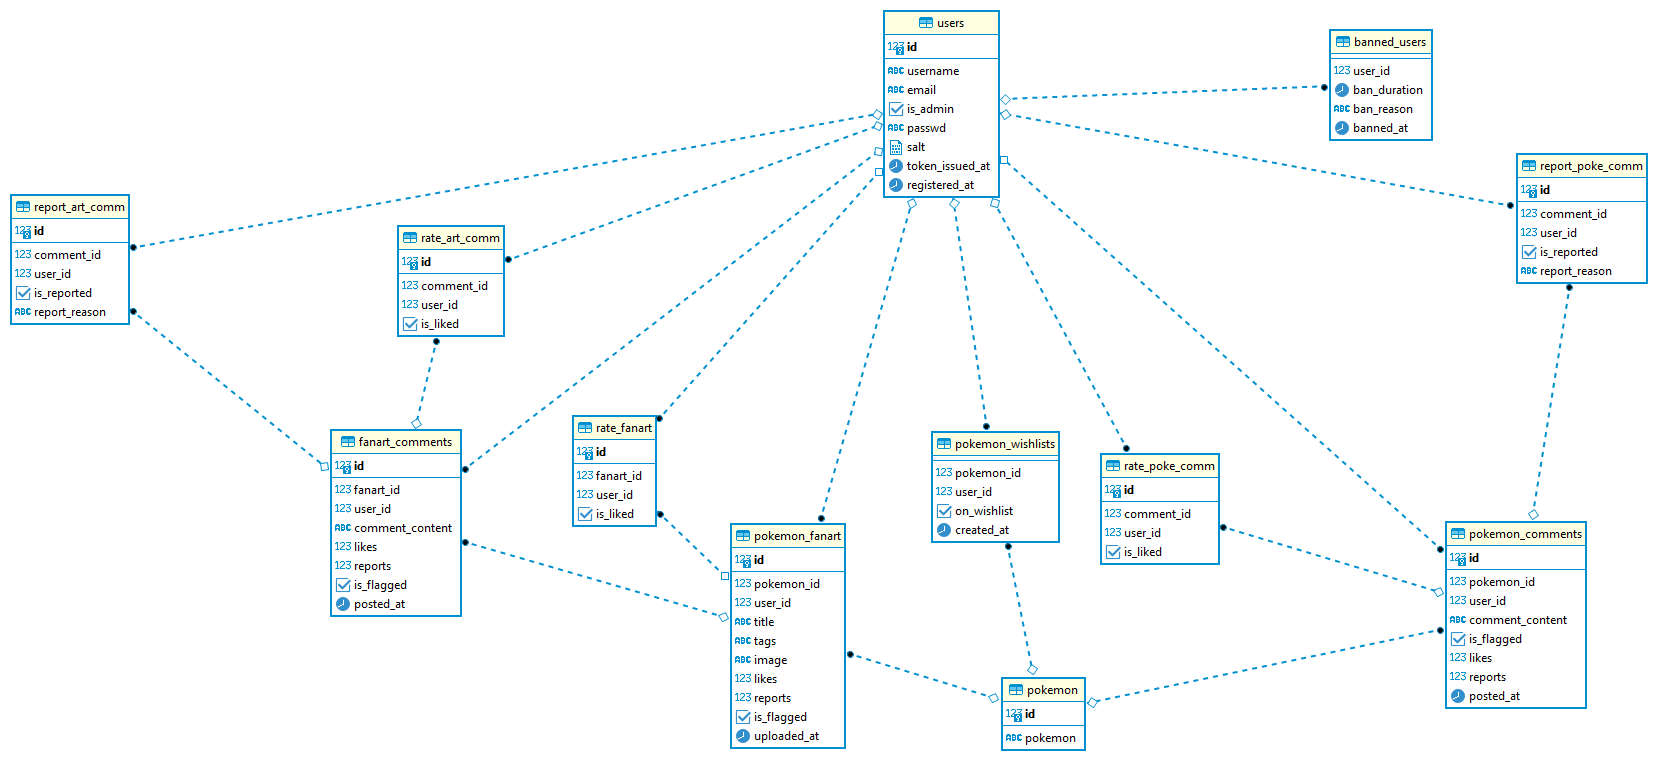 users
123 id
ABC username
ABC email
is_admin
ABC passwd
salt
token_issued_at
registered_at
banned_users
123 user_id
ban_duration
ABC ban_reason
banned_at
report_poke_comm
123 id
123 comment_id
123 user_id
is_reported
ABC report_reason
report_art_comm
123 id
123 comment_id
123 user_id
is_reported
ABC report_reason
rate_art_comm
123 id
123 comment_id
123 user_id
is_liked
fanart_comments
123 id
123 fanart_id
123 user_id
ABC comment_content
123 likes
123 reports
is_flagged
posted_at
rate_fanart
123 id
123 fanart_id
123 user_id
is_liked
pokemon_fanart
123 id
123 pokemon_id
123 user_id
ABC title
ABC tags
ABC image
123 likes
123 reports
is_flagged
uploaded_at
pokemon_wishlists
123 pokemon_id
123 user_id
on_wishlist
created_at
rate_poke_comm
123 id
123 comment_id
123 user_id
is_liked
pokemon_comments
123 id
123 pokemon_id
123 user_id
ABC comment_content
is_flagged
123 likes
123 reports
posted_at
pokemon
123 id
ABC pokemon